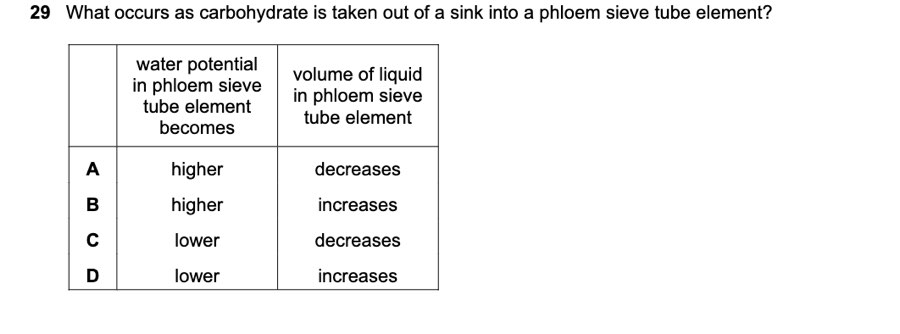 29 What occurs as carbohydrate is taken out of a sink into a phloem sieve tube element?
water potential
in phloem sieve
tube element
becomes
volume of liquid
in phloem sieve
tube element
A higher decreases
B higher increases
C lower decreases
D lower increases